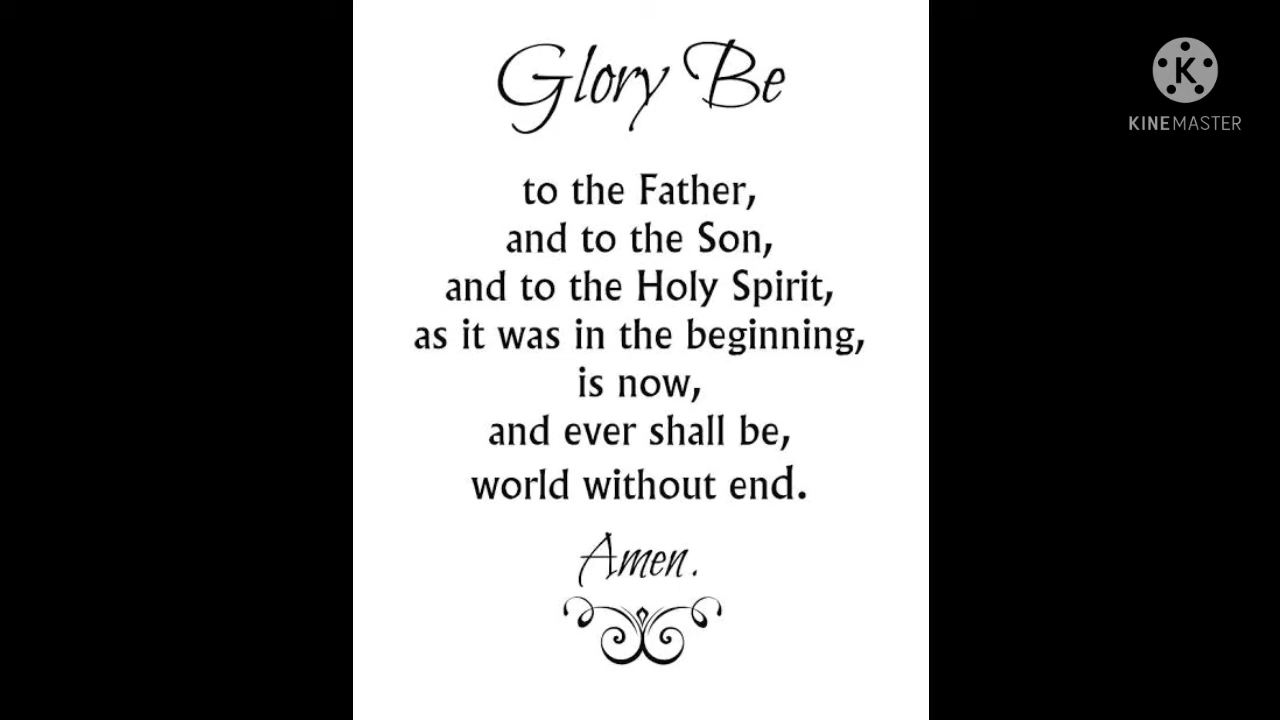 Glory Be
to the Father,
and to the Son,
and to the Holy Spirit,
as it was in the beginning,
is now,
and ever shall be,
world without end.
Amen.
K
KINEMASTER